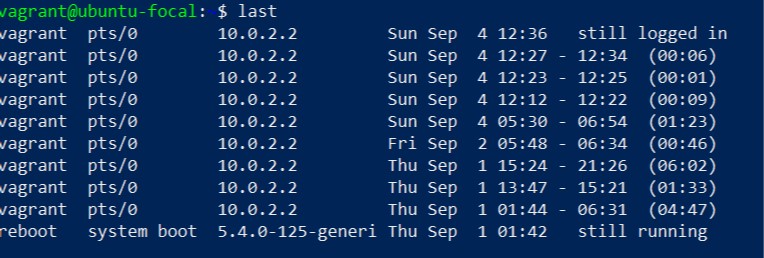 vagrant@ubuntu-focal: $ last
vagrant pts/0 10.0.2.2 Sun Sep 4 12:36 still logged in
vagrant pts/0 10.0.2.2 Sun Sep 4 12:27 - 12:34 (00:06)
vagrant pts/0 10.0.2.2 Sun Sep 4 12:23 - 12:25 (00:01)
vagrant pts/0 10.0.2.2 Sun Sep 4 12:12 - 12:22 (00:09)
vagrant pts/0 10.0.2.2 Sun Sep 4 05:30 - 06:54 (01:23)
vagrant pts/0 10.0.2.2 Fri Sep 2 05:48 - 06:34 (00:46)
vagrant pts/0 10.0.2.2 Thu Sep 1 15:24 - 21:26 (06:02)
vagrant pts/0 10.0.2.2 Thu Sep 1 13:47 - 15:21 (01:33)
vagrant pts/0 10.0.2.2 Thu Sep 1 01:44 - 06:31 (04:47)
reboot system boot 5.4.0-125-generi Thu Sep 1 01:42 still running